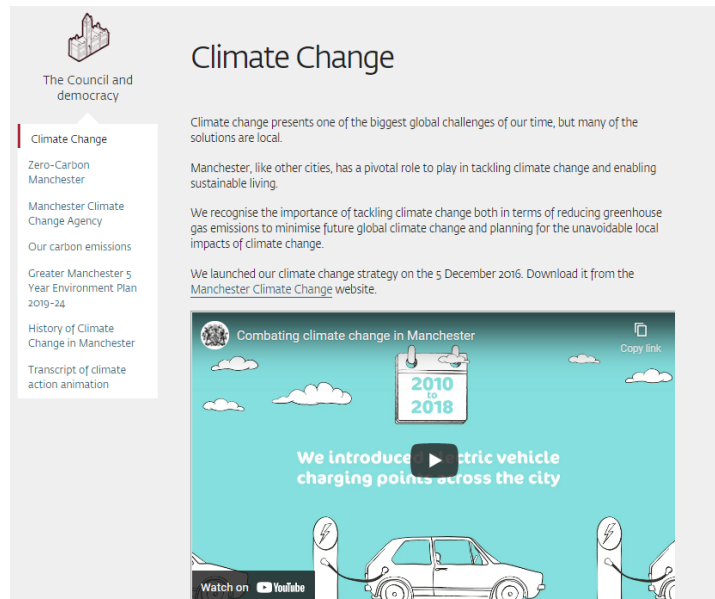 The Council and
democracy
Climate Change
Zero-Carbon
Manchester
Manchester Climate
Change Agency
Our carbon emissions
Greater Manchester 5
Year Environment Plan
2019-24
History of Climate
Change in Manchester
Transcript of climate
action animation
Climate Change
Climate change presents one of the biggest global challenges of our time, but many of the
solutions are local.
Manchester, like other cities, has a pivotal role to play in tackling climate change and enabling
sustainable living.
We recognise the importance of tackling climate change both in terms of reducing greenhouse
gas emissions to minimise future global climate change and planning for the unavoidable local
impacts of climate change.
We launched our climate change strategy on the 5 December 2016. Download it from the
Manchester Climate Change website.
Combating climate change in Manchester
Copy link
2010
to
2018
We introduced electric vehicle
charging points across the city
Watch on YouTube